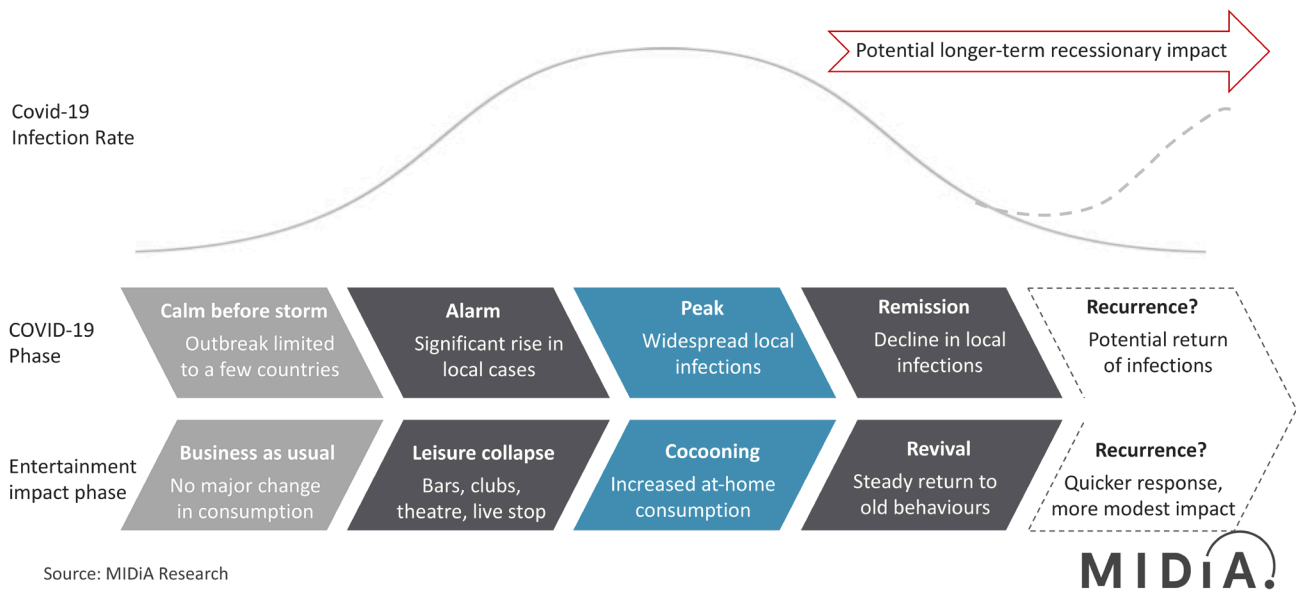 Potential longer-term recessionary impact
Covid-19
Infection Rate
COVID-19
Phase
Calm before storm
Outbreak limited
to a few countries
Alarm
Significant rise in
local cases
Peak
Widespread local
infections
Remission
Decline in local
infections
Recurrence?
Potential return
of infections
Entertainment
impact phase
Business as usual
No major change
in consumption
Leisure collapse
Bars, clubs,
theatre, live stop
Cocooning
Increased at-home
consumption
Revival
Steady return to
old behaviours
Recurrence?
Quicker response,
more modest impact
Source: MIDiA Research
MIDiA.